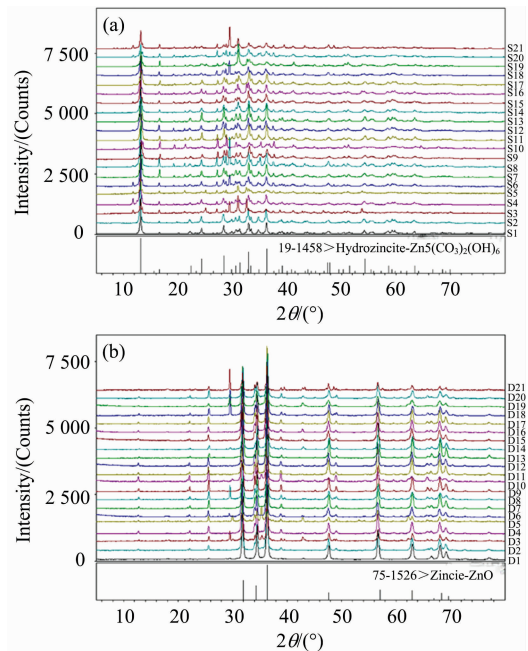 (a)
7 500
5 000
2 500
0
Intensity/(Counts)
S21
S20
S19
S18
S17
S16
S15
S14
S13
S12
S11
S10
S9
S8
S7
S6
S5
S4
S3
S2
S1
19-1458＞Hydrozincite-Zn5(CO₃)₂(OH)₆
10 20 30 40 50 60 70
2θ/(°)
(b)
7 500
5 000
2 500
0
Intensity/(Counts)
D21
D20
D19
D18
D17
D16
D15
D14
D13
D12
D11
D10
D9
D8
D7
D6
D5
D4
D3
D2
D1
75-1526＞Zincie-ZnO
10 20 30 40 50 60 70
2θ/(°)